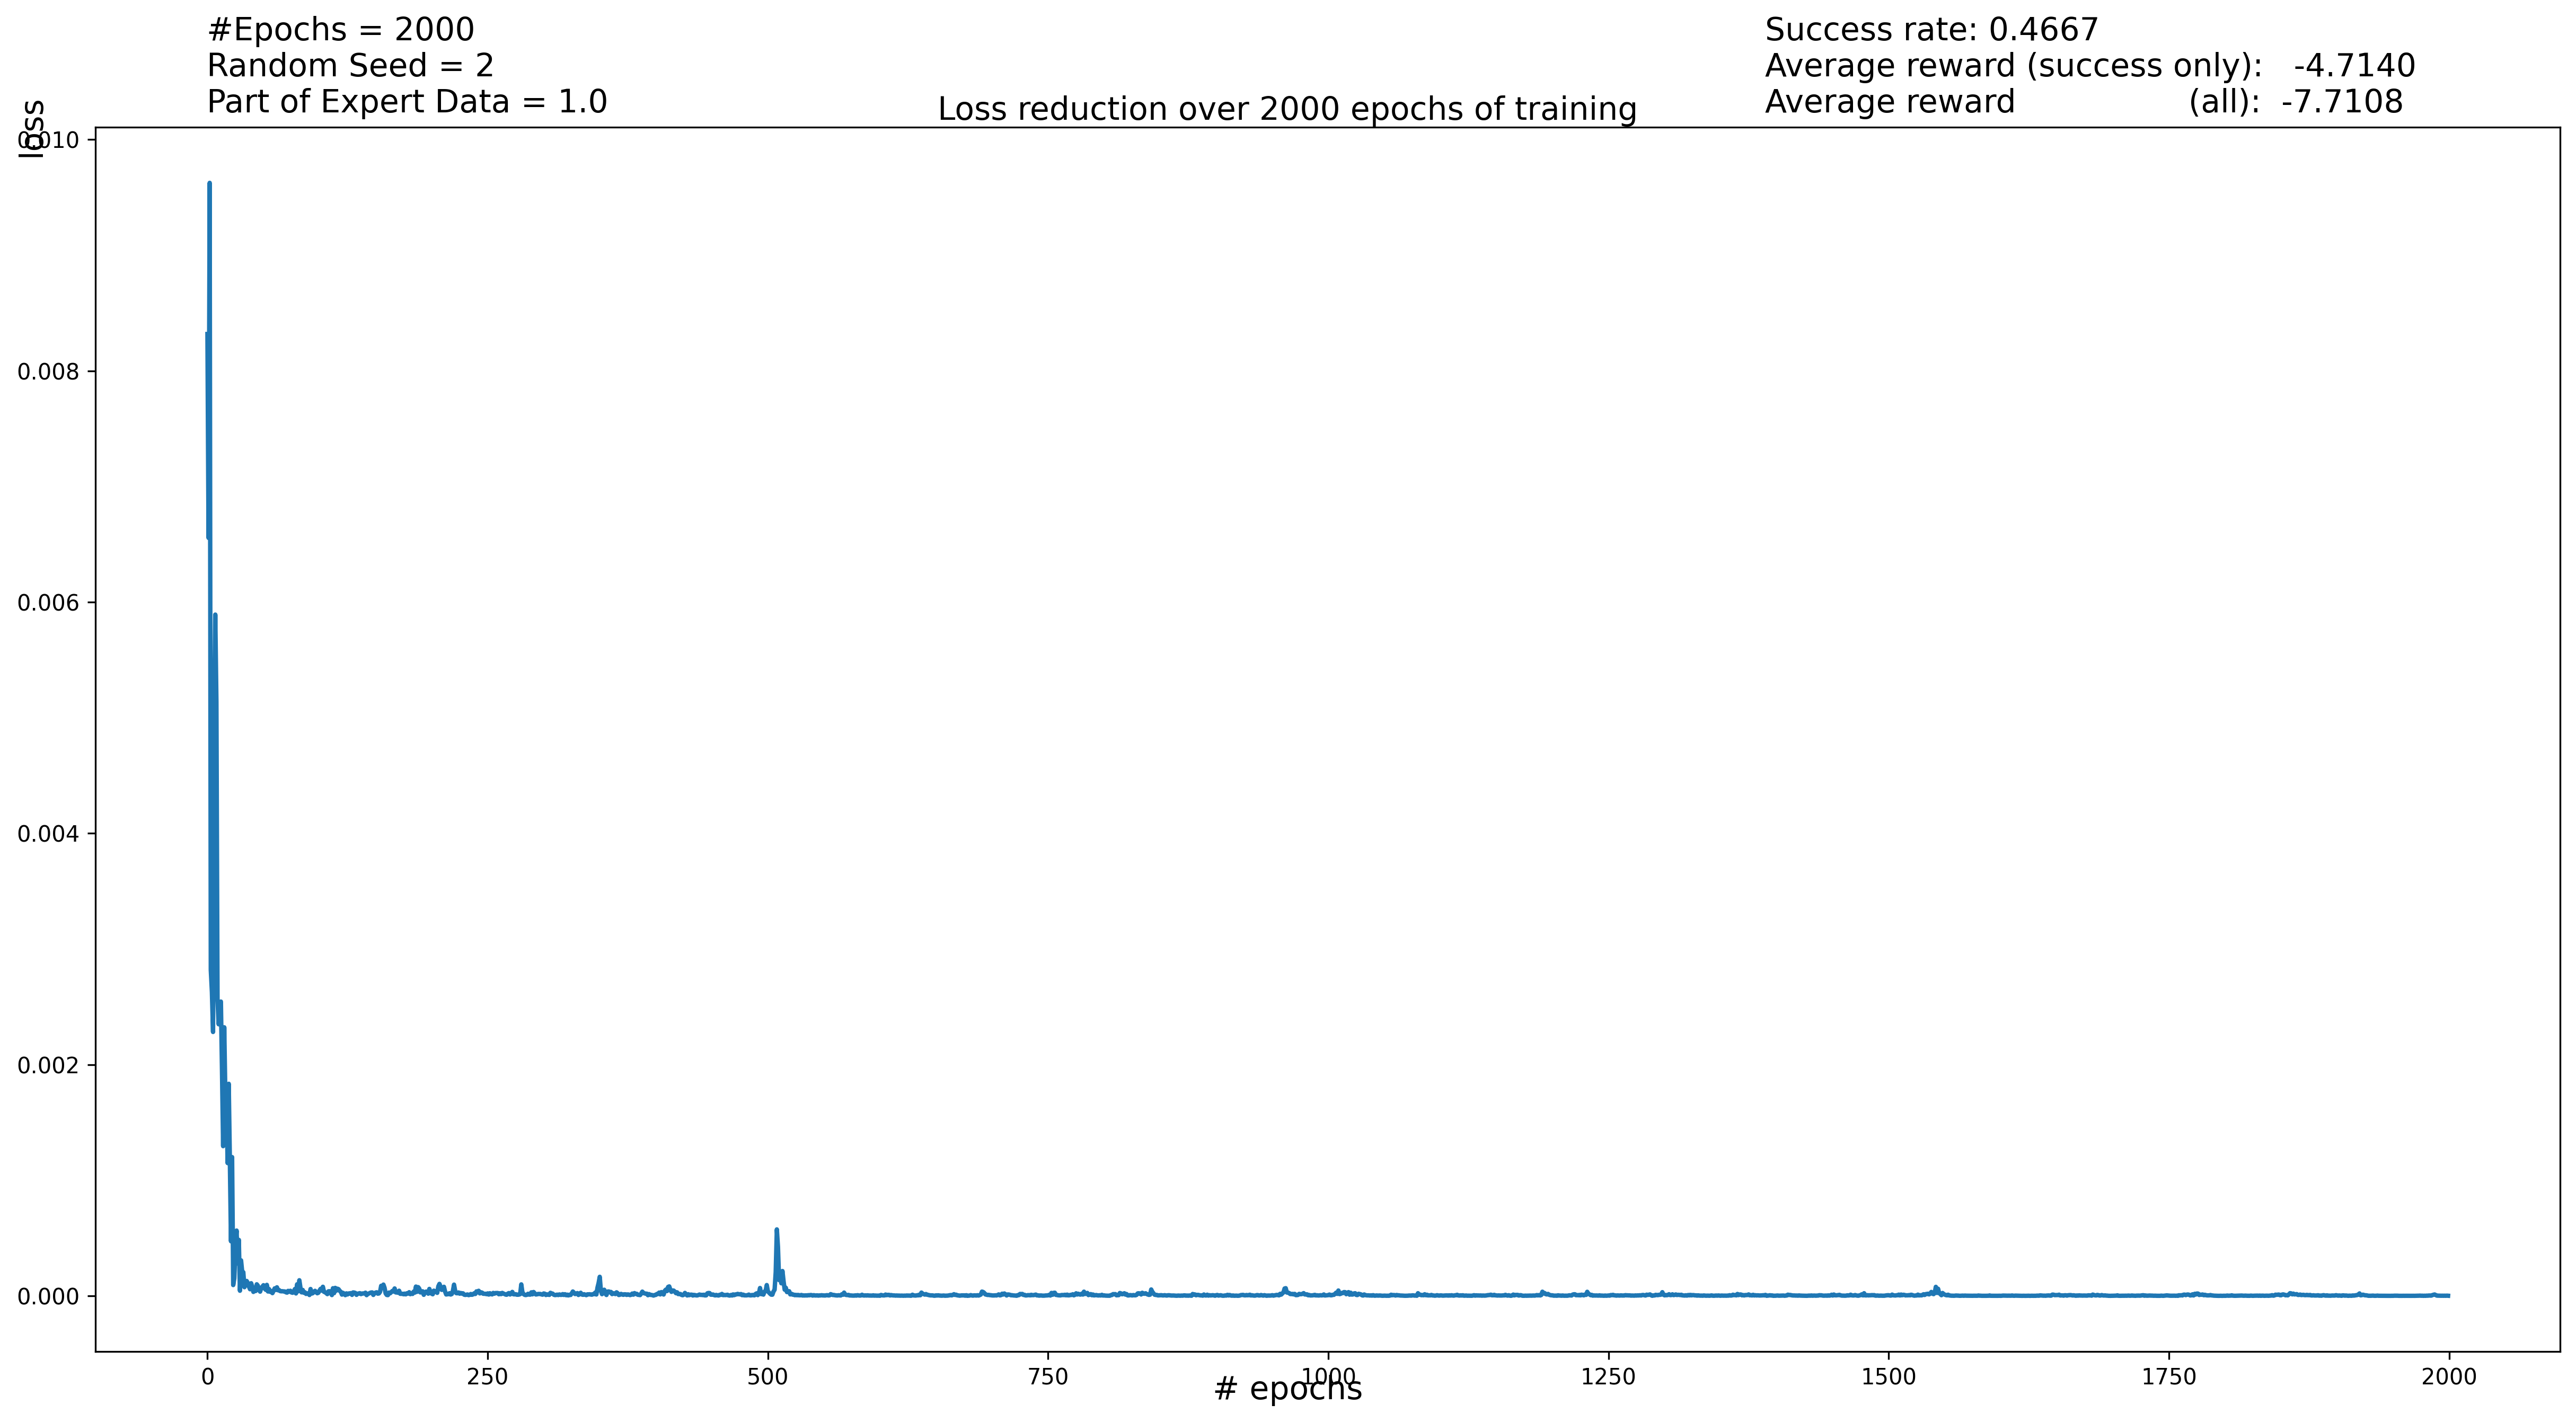 #Epochs = 2000
Random Seed = 2
Part of Expert Data = 1.0
Success rate: 0.4667
Average reward (success only):   -4.7140
Average reward                    (all):  -7.7108
Loss reduction over 2000 epochs of training
loss
0.010
0.008
0.006
0.004
0.002
0.000
0 250 500 750 1000 1250 1500 1750 2000
# epochs